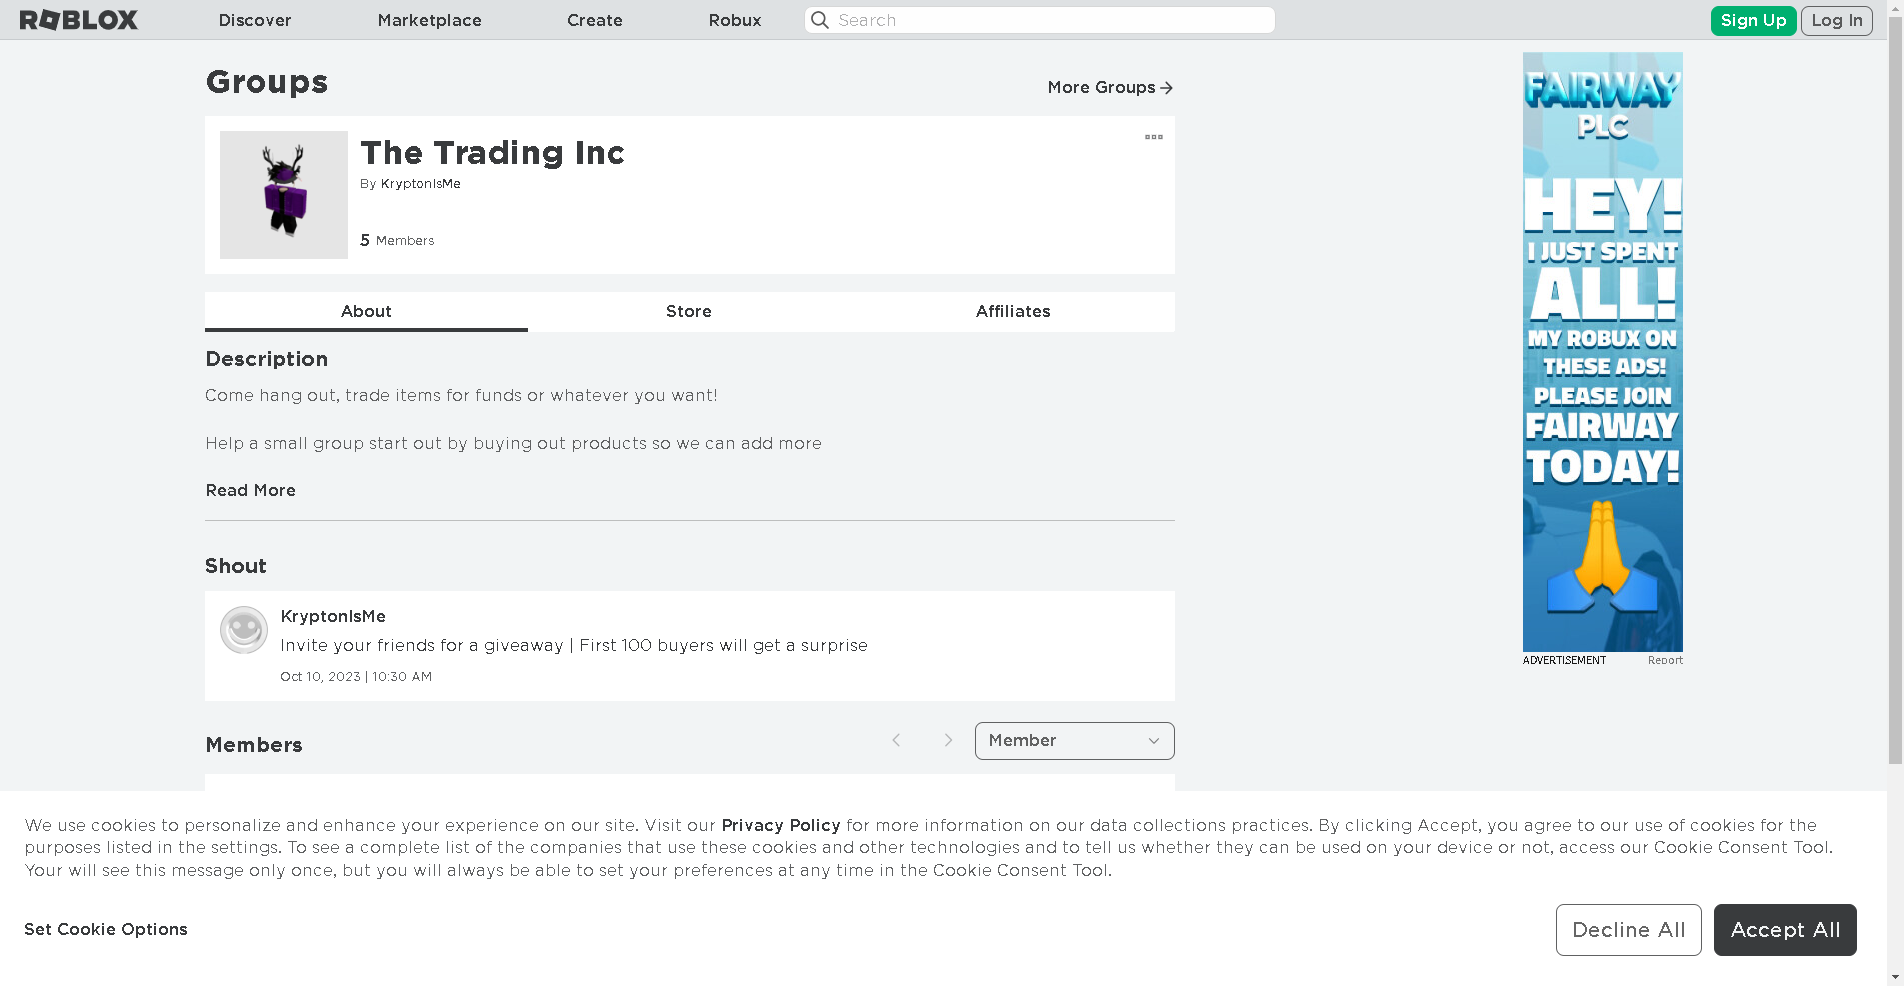 ROBLOX
Discover
Marketplace
Create
Robux
Search
Sign Up
Log In
Groups
More Groups
The Trading Inc
By KryptonIsMe
5 Members
About
Store
Affiliates
Description
Come hang out, trade items for funds or whatever you want!
Help a small group start out by buying out products so we can add more
Read More
Shout
KryptonIsMe
Invite your friends for a giveaway | First 100 buyers will get a surprise
Oct 10, 2023 | 10:30 AM
Members
Member
FAIRWAY
PLC
HEY!
I JUST SPENT
ALL!
MY ROBUX ON
THESE ADS!
PLEASE JOIN
FAIRWAY
TODAY!
ADVERTISEMENT
Report
We use cookies to personalize and enhance your experience on our site. Visit our Privacy Policy for more information on our data collections practices. By clicking Accept, you agree to our use of cookies for the
purposes listed in the settings. To see a complete list of the companies that use these cookies and other technologies and to tell us whether they can be used on your device or not, access our Cookie Consent Tool.
Your will see this message only once, but you will always be able to set your preferences at any time in the Cookie Consent Tool.
Set Cookie Options
Decline All
Accept All